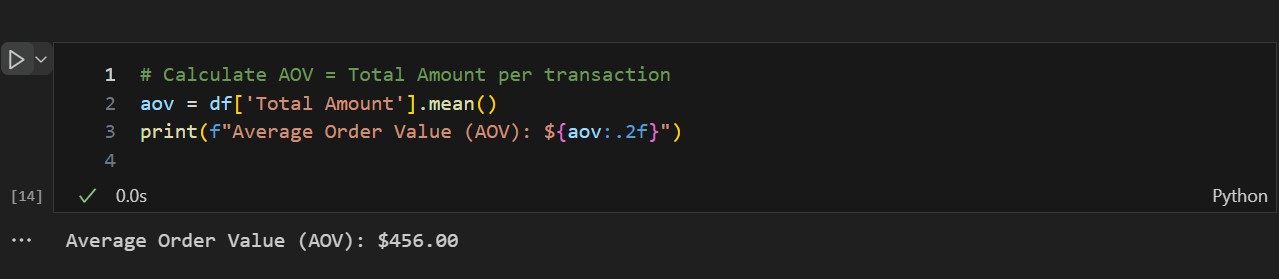 1 # Calculate AOV = Total Amount per transaction
2 aov = df['Total Amount'].mean()
3 print(f"Average Order Value (AOV): ${aov:.2f}")
4
[14] 0.0s Python
... Average Order Value (AOV): $456.00